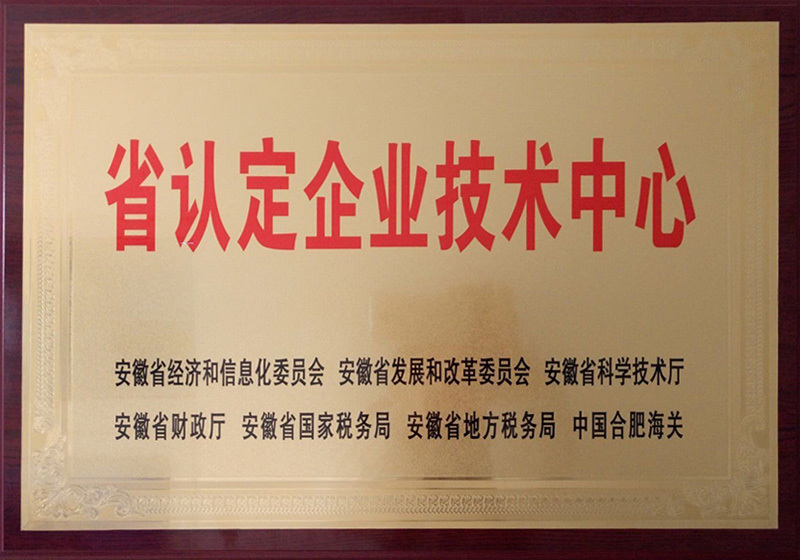 省认定企业技术中心
安徽省经济和信息化委员会 安徽省发展和改革委员会 安徽省科学技术厅
安徽省财政厅 安徽省国家税务局 安徽省地方税务局 中国合肥海关